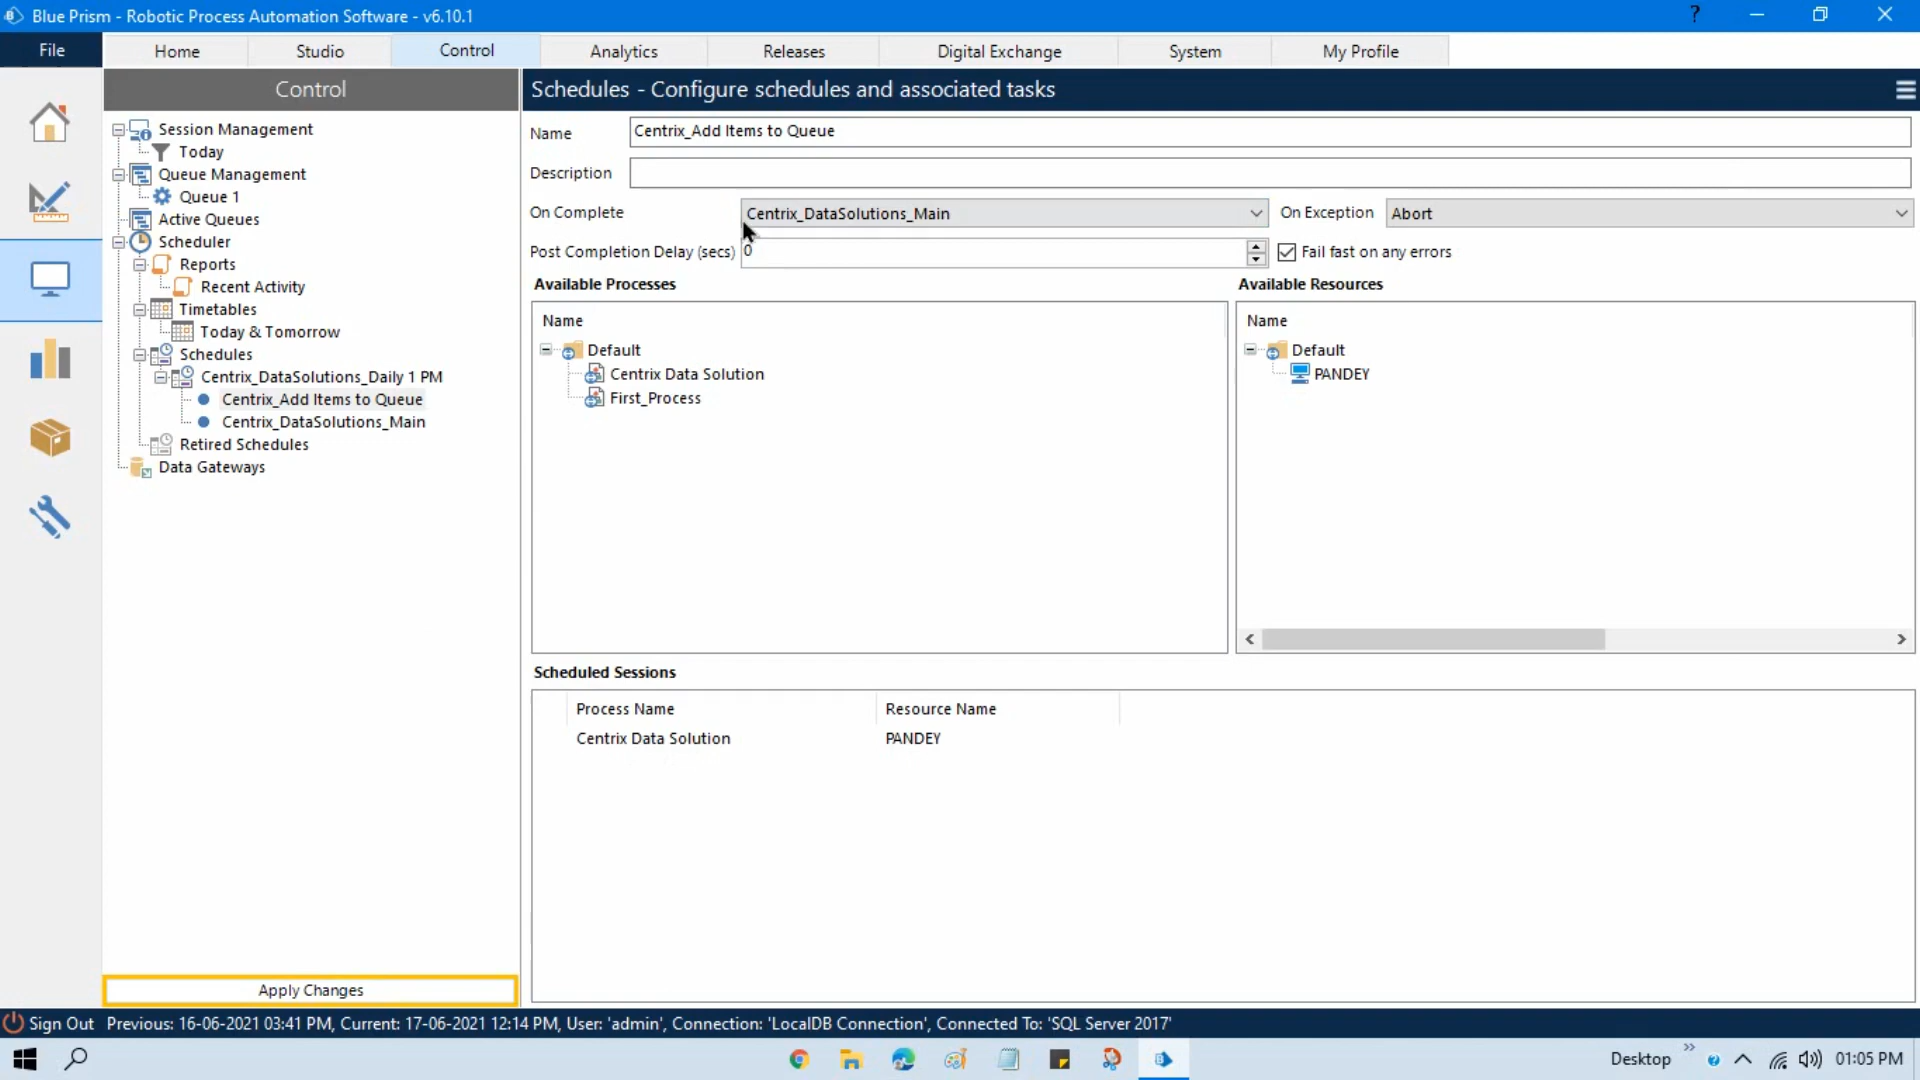 Blue Prism - Robotic Process Automation Software - v6.10.1
?
File
Home
Studio
Control
Analytics
Releases
Digital Exchange
System
My Profile
Control
Schedules - Configure schedules and associated tasks
Session Management
Today
Queue Management
Queue 1
Active Queues
Scheduler
Reports
Recent Activity
Timetables
Today & Tomorrow
Schedules
Centrix_DataSolutions_Daily 1 PM
Centrix_Add Items to Queue
Centrix_DataSolutions_Main
Retired Schedules
Data Gateways
Apply Changes
Name
Centrix_Add Items to Queue
Description
On Complete
Centrix_DataSolutions_Main
On Exception
Abort
Post Completion Delay (secs)
0
Fail fast on any errors
Available Processes
Available Resources
Name
Default
Centrix Data Solution
First_Process
Name
Default
PANDEY
Scheduled Sessions
Process Name
Resource Name
Centrix Data Solution
PANDEY
Sign Out
Previous: 16-06-2021 03:41 PM, Current: 17-06-2021 12:14 PM, User: 'admin', Connection: 'LocalDB Connection', Connected To: 'SQL Server 2017'
Desktop
01:05 PM